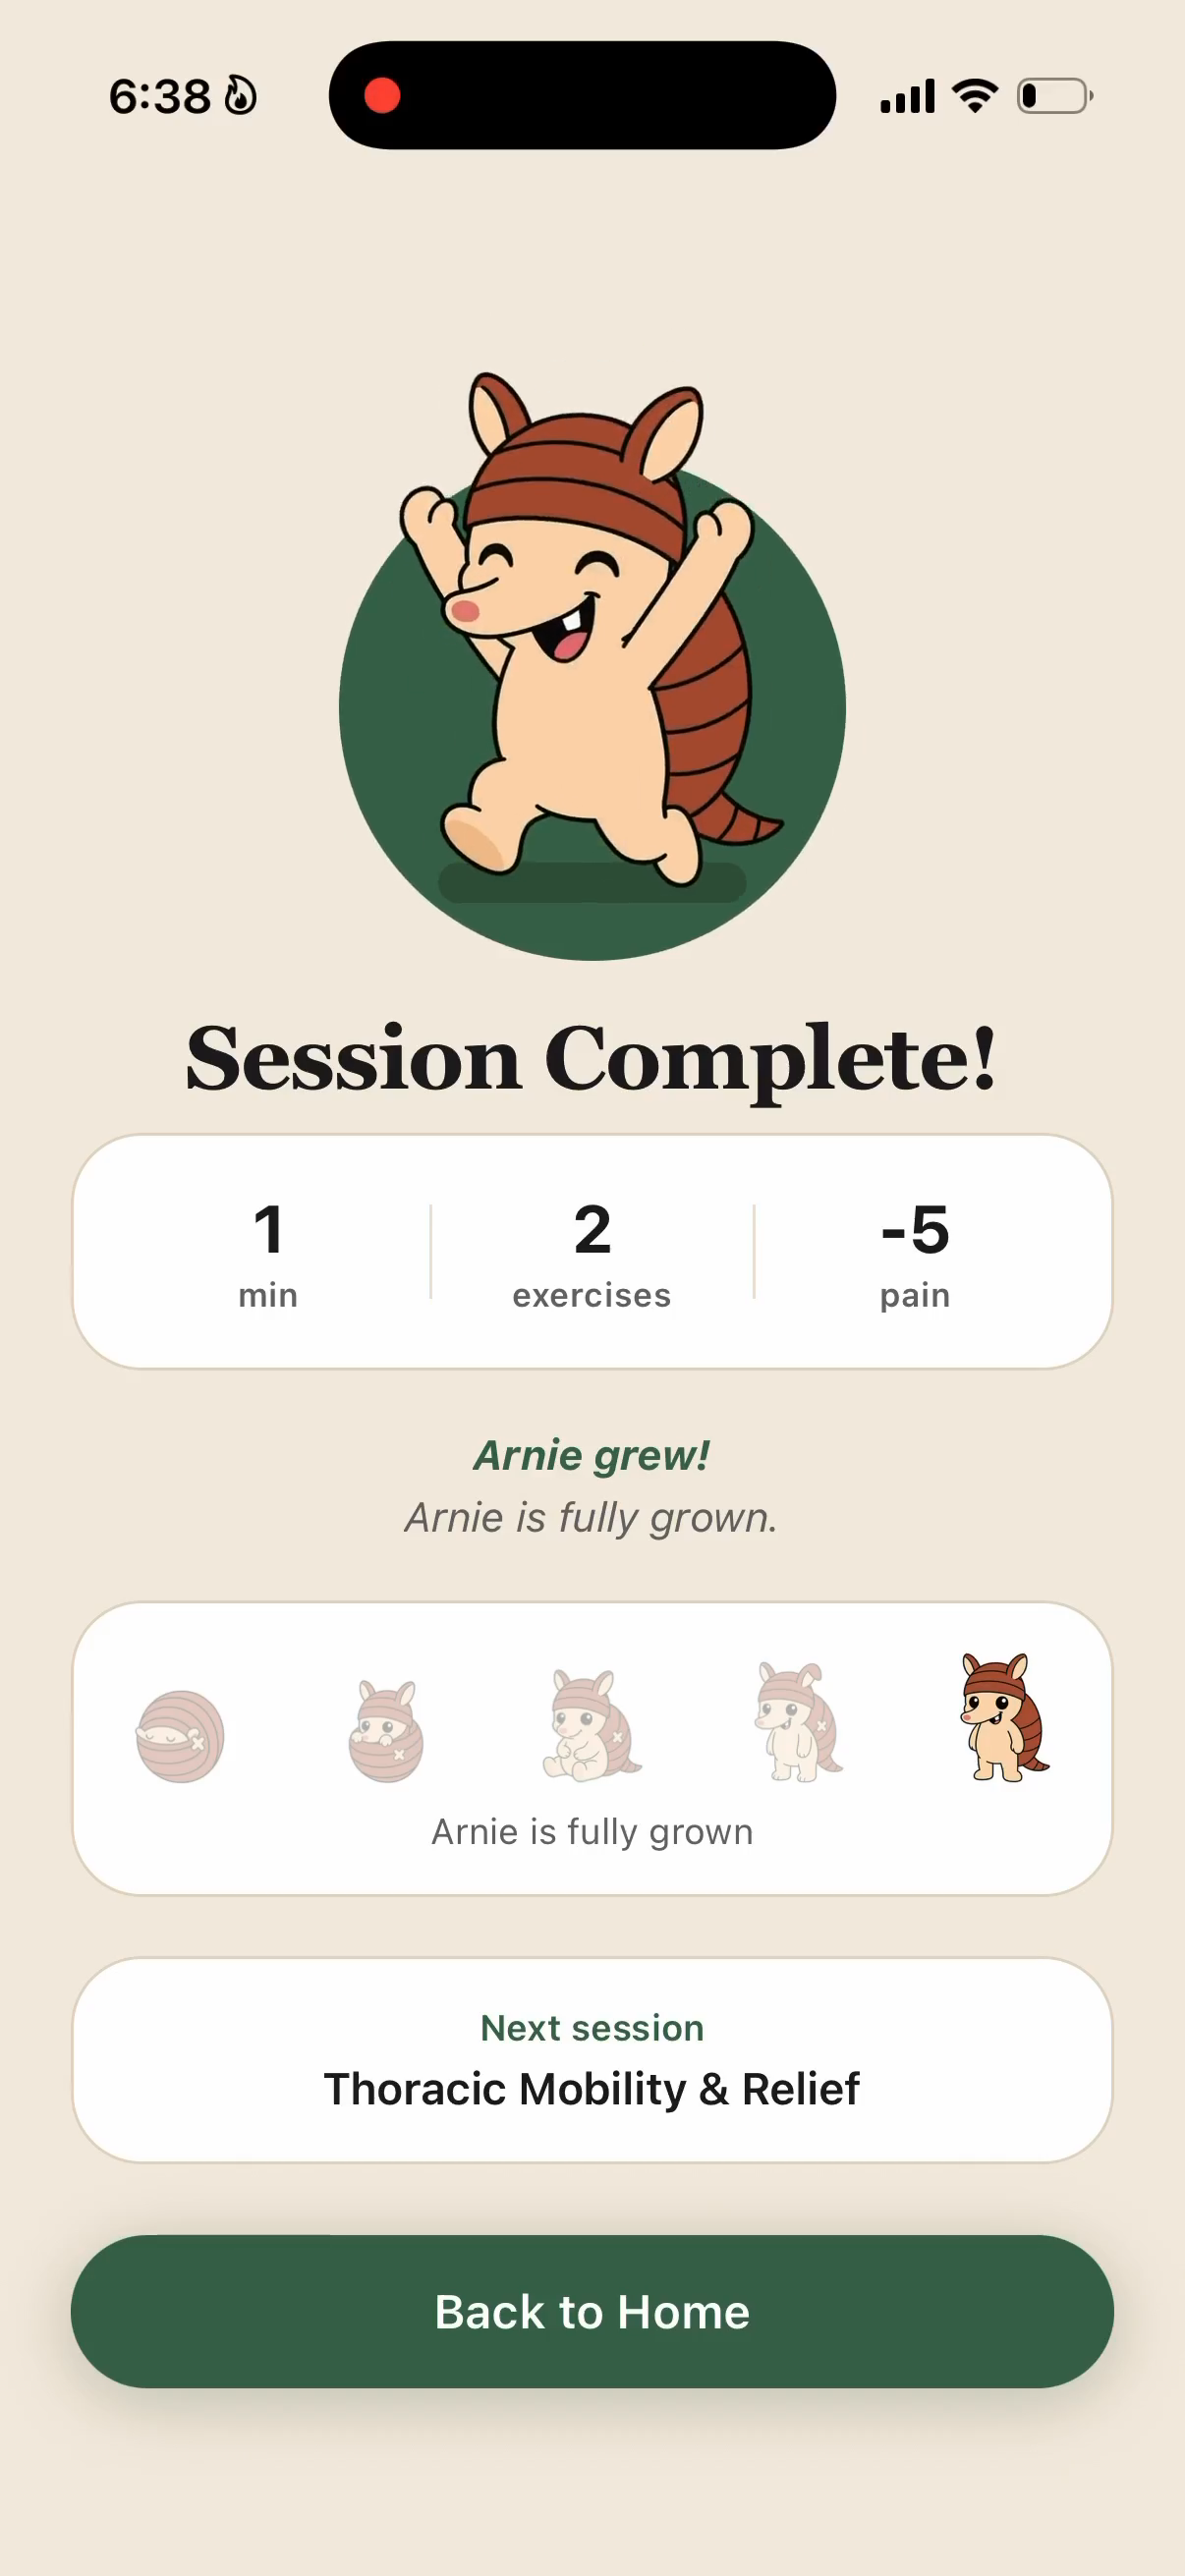 6:38
Session Complete!
1
min
2
exercises
-5
pain
Arnie grew!
Arnie is fully grown.
Arnie is fully grown
Next session
Thoracic Mobility & Relief
Back to Home